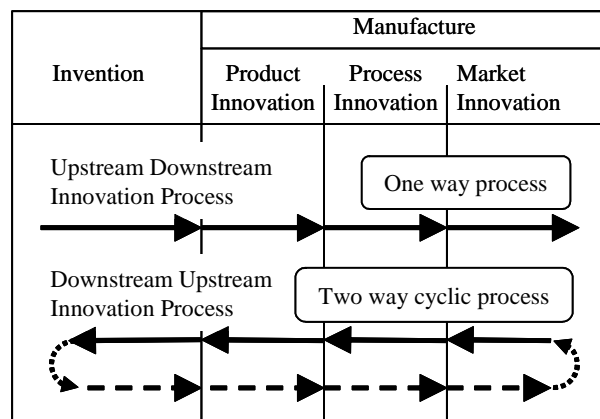 Manufacture
Invention
Product
Innovation
Process
Innovation
Market
Innovation
Upstream Downstream
Innovation Process
One way process
Downstream Upstream
Innovation Process
Two way cyclic process